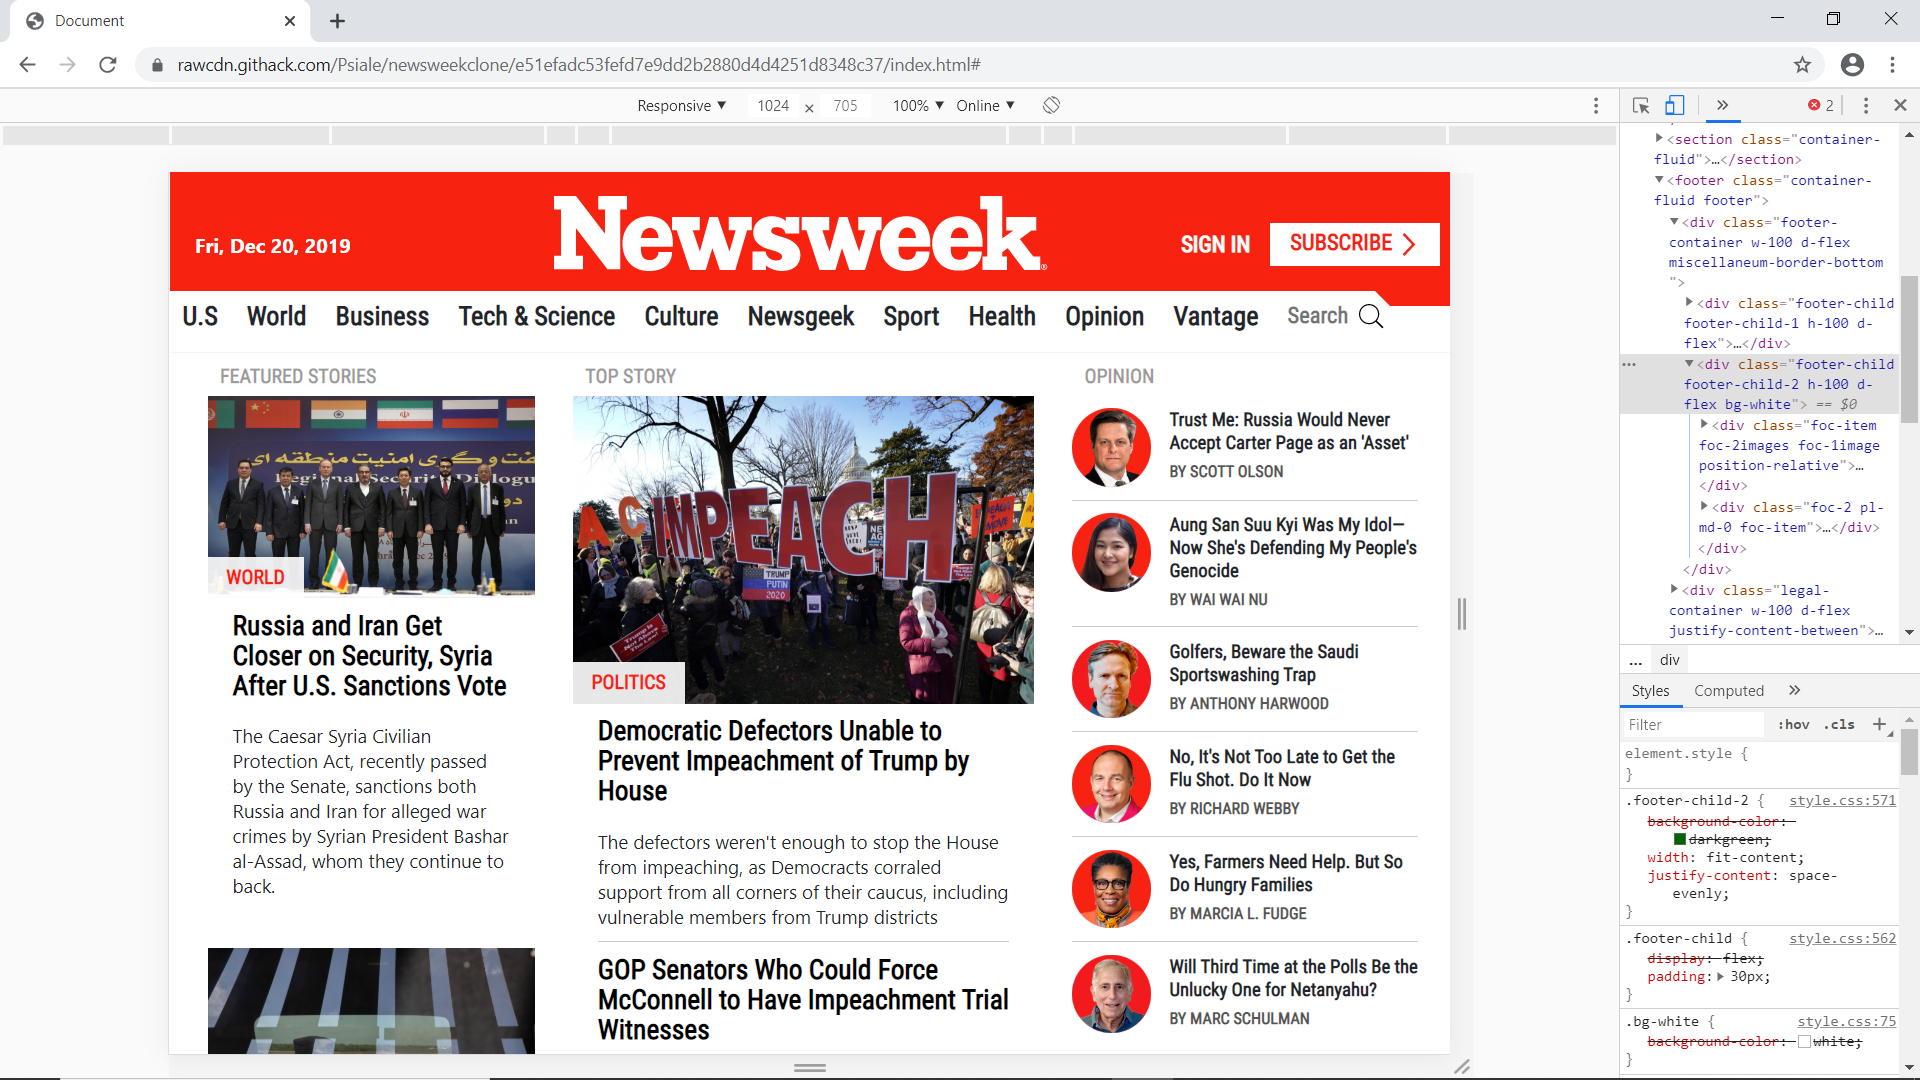 Document
rawcdn.githack.com/Psiale/newsweekclone/e51efadc53fefd7e9dd2b2880d4d4251d8348c37/index.html#
Responsive ▼ 1024 × 705 100% ▼ Online ▼
2
<section class="container-
fluid">…</section>
<footer class="container-
fluid footer">
<div class="footer-
container w-100 d-flex
miscellaneum-border-bottom
">
<div class="footer-child
footer-child-1 h-100 d-
flex">…</div>
<div class="footer-child
footer-child-2 h-100 d-
flex bg-white"> == $0
<div class="foc-item
foc-2images foc-1image
position-relative">…
</div>
<div class="foc-2 pl-
md-0 foc-item">…</div>
</div>
</div>
<div class="legal-
container w-100 d-flex
justify-content-between">…
... div
Styles Computed
Filter :hov .cls
element.style {
}
.footer-child-2 { style.css:571
background-color:
darkgreen;
width: fit-content;
justify-content: space-
evenly;
}
.footer-child { style.css:562
display: flex;
padding: 30px;
}
.bg-white { style.css:75
background-color: white;
}
Fri, Dec 20, 2019
Newsweek
SIGN IN
SUBSCRIBE
U.S World Business Tech & Science Culture Newsgeek Sport Health Opinion Vantage Search
FEATURED STORIES
WORLD
Russia and Iran Get
Closer on Security, Syria
After U.S. Sanctions Vote
The Caesar Syria Civilian
Protection Act, recently passed
by the Senate, sanctions both
Russia and Iran for alleged war
crimes by Syrian President Bashar
al-Assad, whom they continue to
back.
TOP STORY
IMPEACH
TRUMP
PUTIN
2020
POLITICS
Democratic Defectors Unable to
Prevent Impeachment of Trump by
House
The defectors weren't enough to stop the House
from impeaching, as Democracts corraled
support from all corners of their caucus, including
vulnerable members from Trump districts
GOP Senators Who Could Force
McConnell to Have Impeachment Trial
Witnesses
OPINION
Trust Me: Russia Would Never
Accept Carter Page as an 'Asset'
BY SCOTT OLSON
Aung San Suu Kyi Was My Idol—
Now She's Defending My People's
Genocide
BY WAI WAI NU
Golfers, Beware the Saudi
Sportswashing Trap
BY ANTHONY HARWOOD
No, It's Not Too Late to Get the
Flu Shot. Do It Now
BY RICHARD WEBBY
Yes, Farmers Need Help. But So
Do Hungry Families
BY MARCIA L. FUDGE
Will Third Time at the Polls Be the
Unlucky One for Netanyahu?
BY MARC SCHULMAN